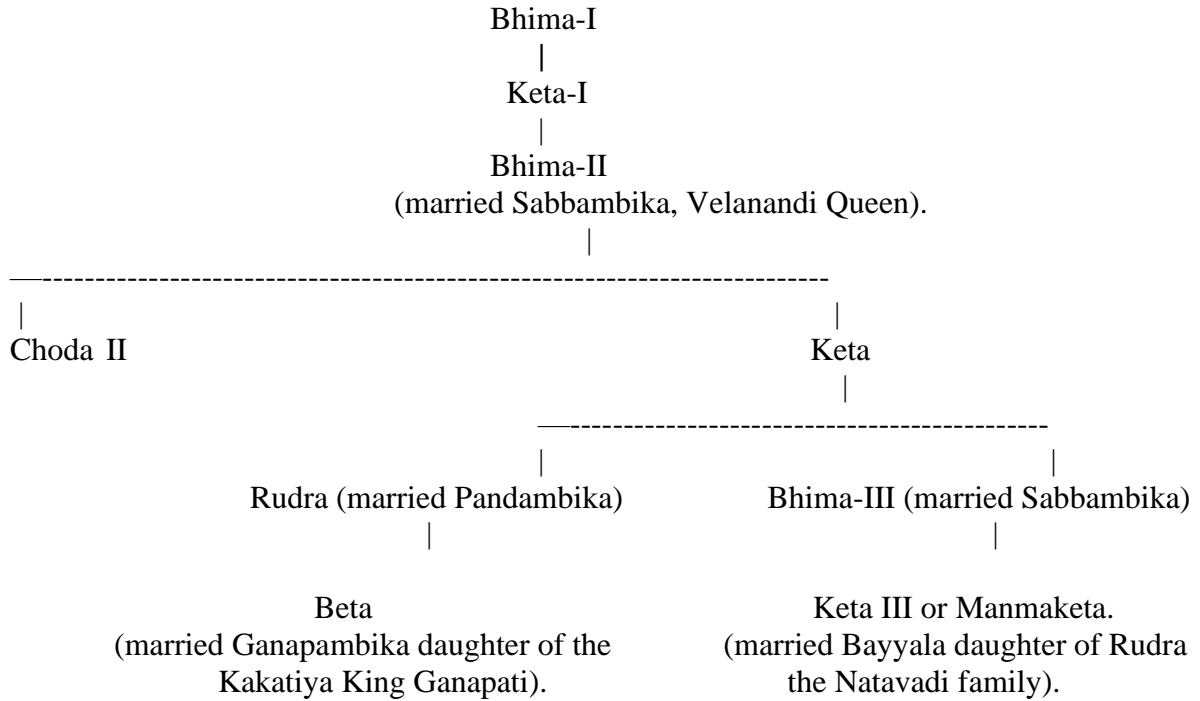 Bhima-I
Keta-I
Bhima-II
(married Sabbambika, Velanandi Queen).
Choda II Keta
Rudra (married Pandambika) Bhima-III (married Sabbambika)
Beta Keta III or Manmaketa.
(married Ganapambika daughter of the (married Bayyala daughter of Rudra
Kakatiya King Ganapati). the Natavadi family).